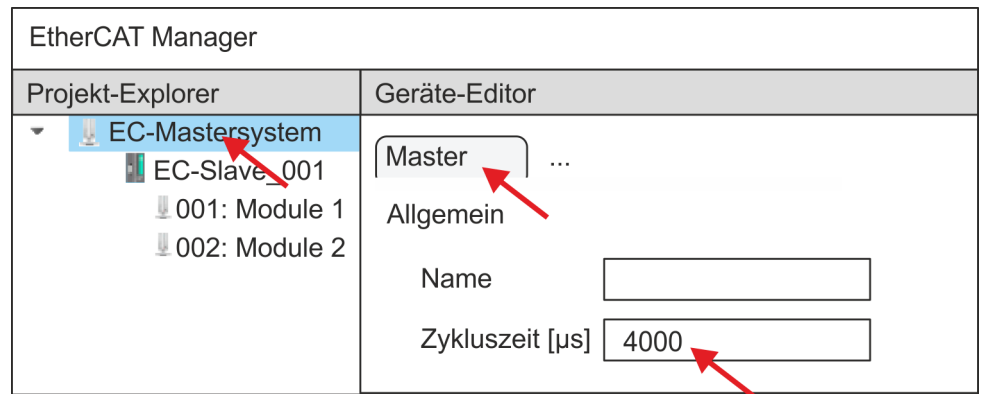 EtherCAT Manager
Projekt-Explorer
Geräte-Editor
EC-Mastersystem
EC-Slave_001
001: Module 1
002: Module 2
Master ...
Allgemein
Name
Zykluszeit [µs] 4000